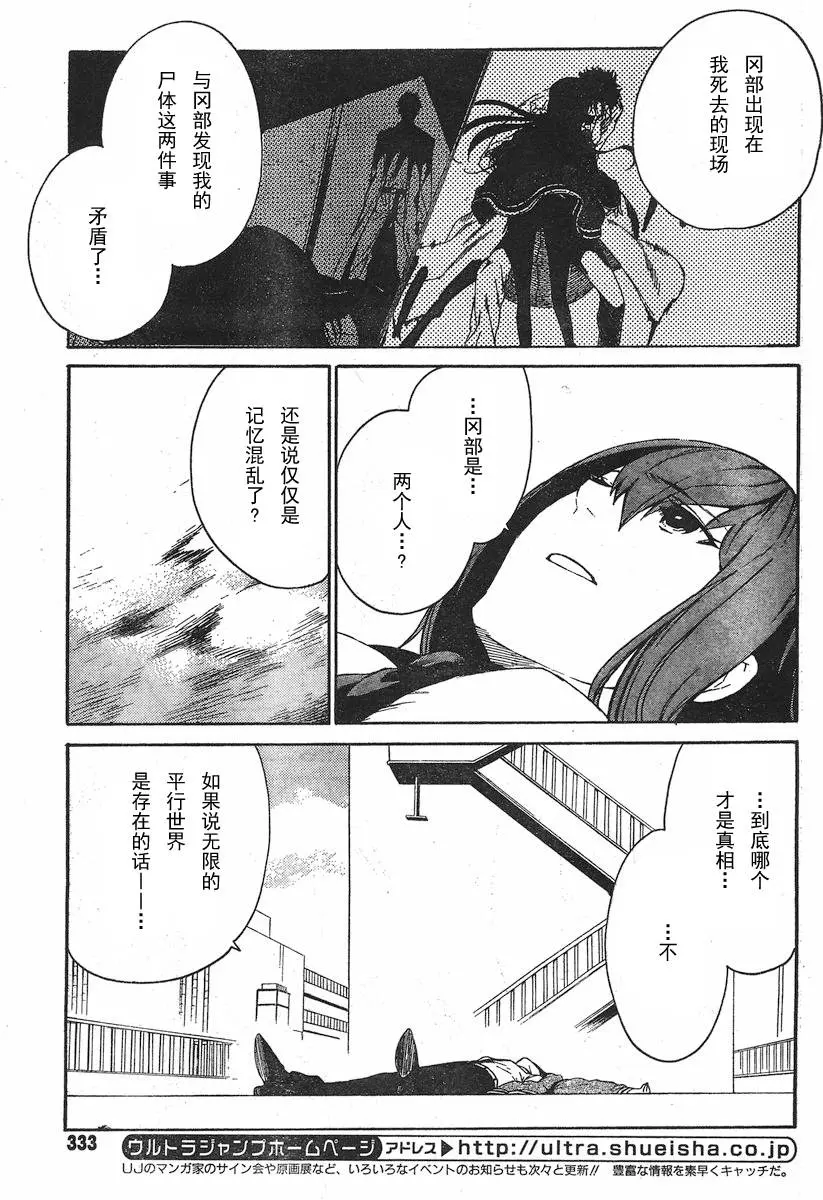 冈部出现在
我死去的现场
与冈部发现我的
尸体这两件事
矛盾了…
…冈部是…
两个人…？
还是说仅仅是
记忆混乱了？
…到底哪个
才是真相…
…不
如果说无限的
平行世界
是存在的话——…
333
ウルトラジャンプホームページ アドレス▶http://ultra.shueisha.co.jp
UJのマンガ家のサイン会や原画展など、いろいろなイベントのお知らせも次々と更新!! 豊富な情報を素早くキャッチだ。